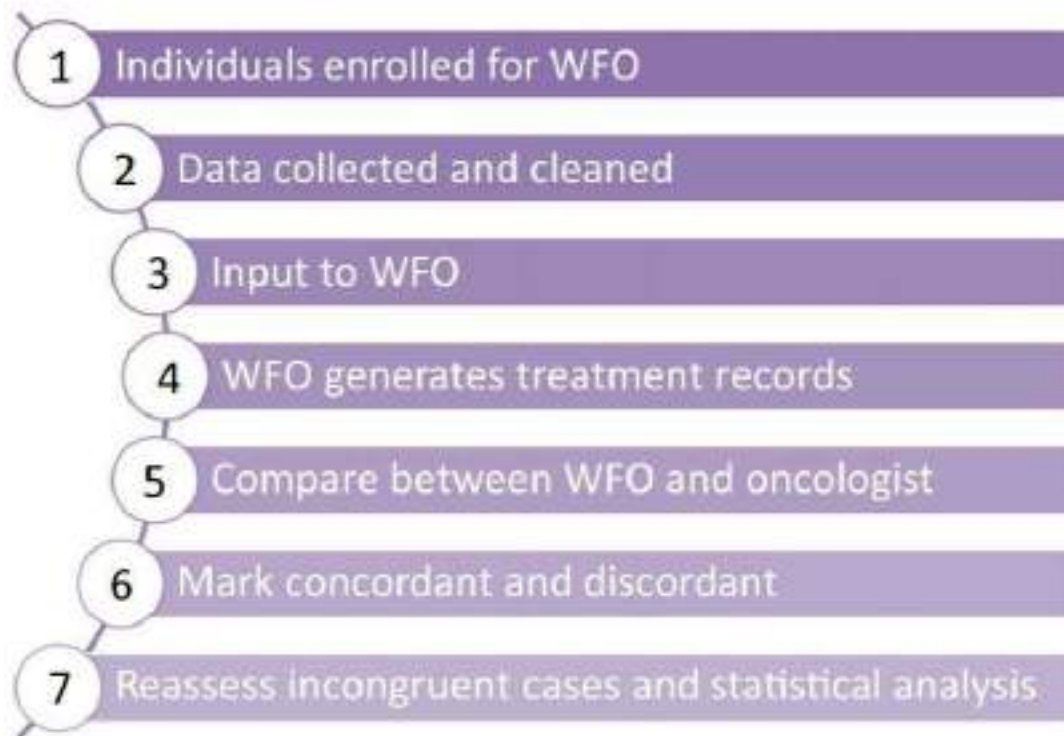 1 Individuals enrolled for WFO
2 Data collected and cleaned
3 Input to WFO
4 WFO generates treatment records
5 Compare between WFO and oncologist
6 Mark concordant and discordant
7 Reassess incongruent cases and statistical analysis